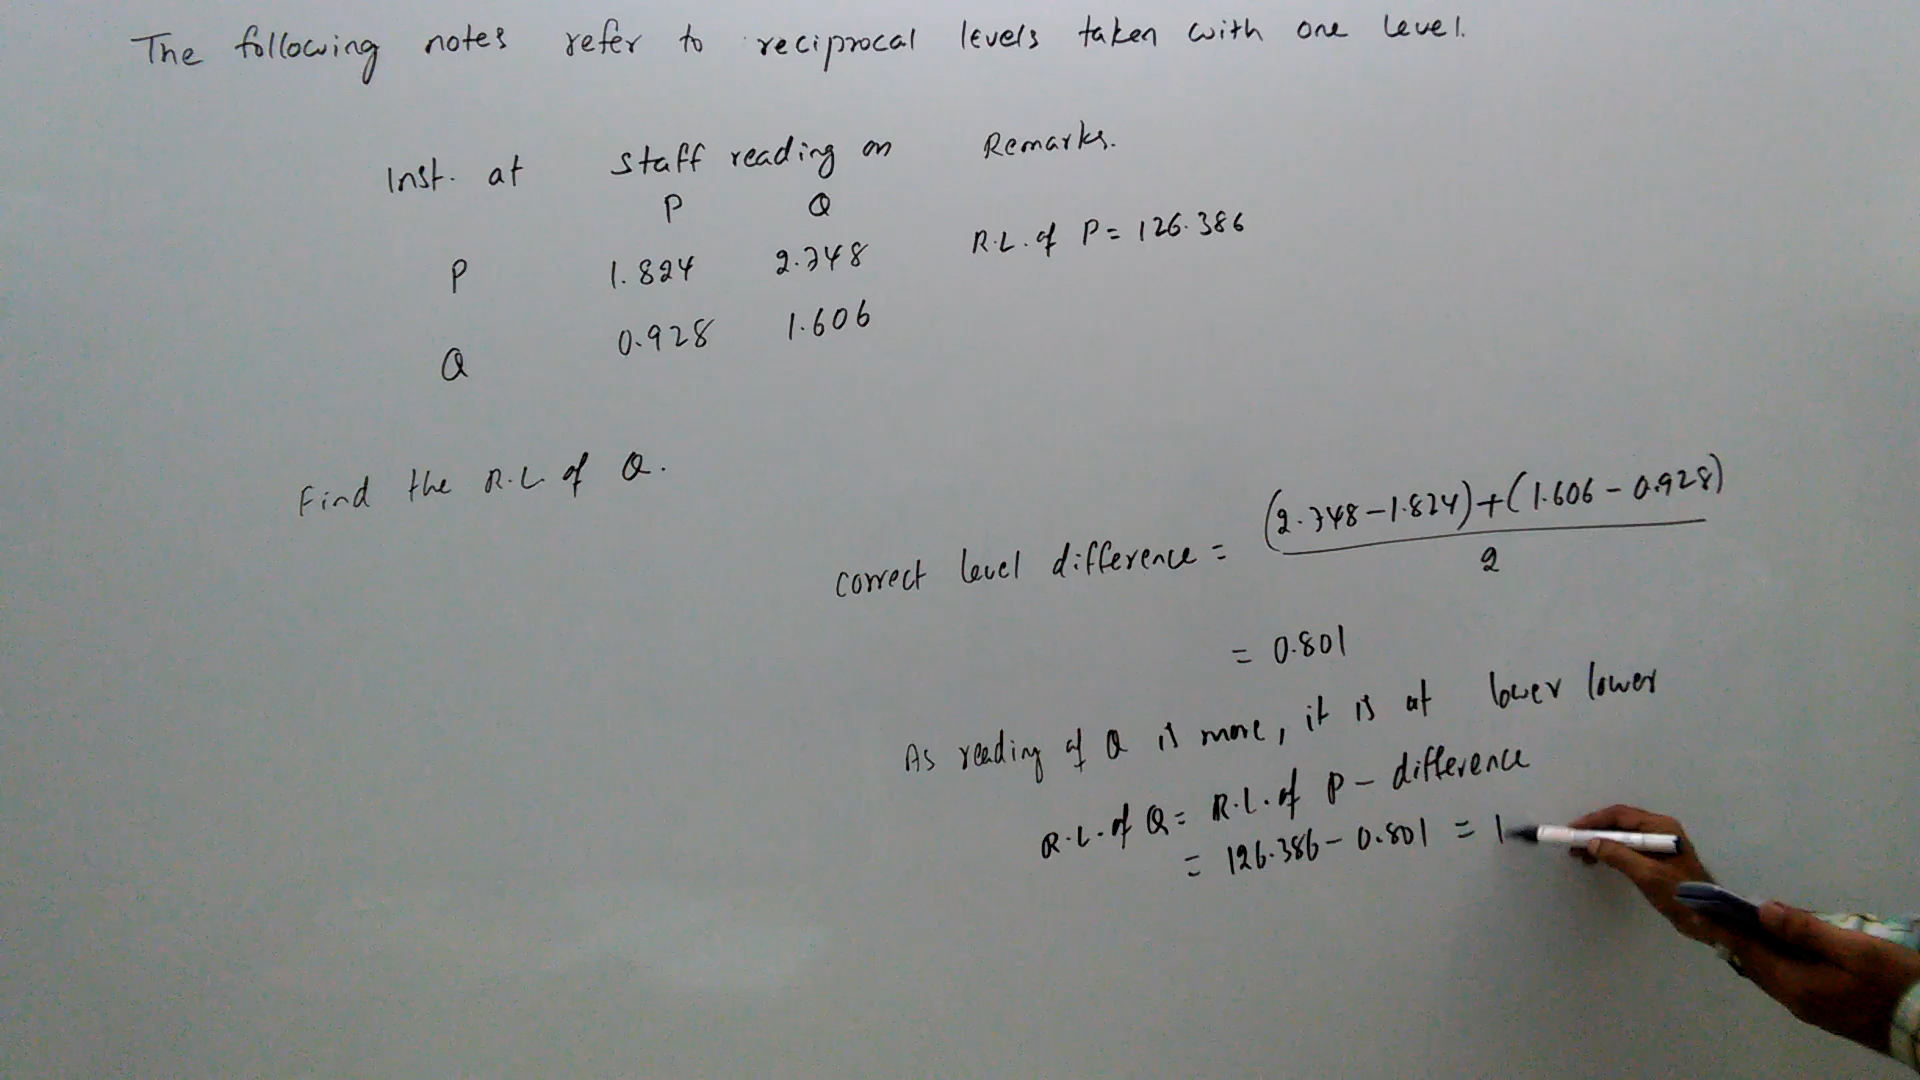 The following notes refer to reciprocal levels taken with one level.
Inst. at Staff reading on Remarks.
P Q
P 1.824 2.748 R.L. of P = 126.386
Q 0.928 1.606
Find the R.L of Q.
correct level difference = (2.748-1.824)+(1.606-0.928)
2
= 0.801
As reading of Q is more, it is at lower lower
R.L. of Q = R.L. of P - difference
= 126.386 - 0.801 = 1